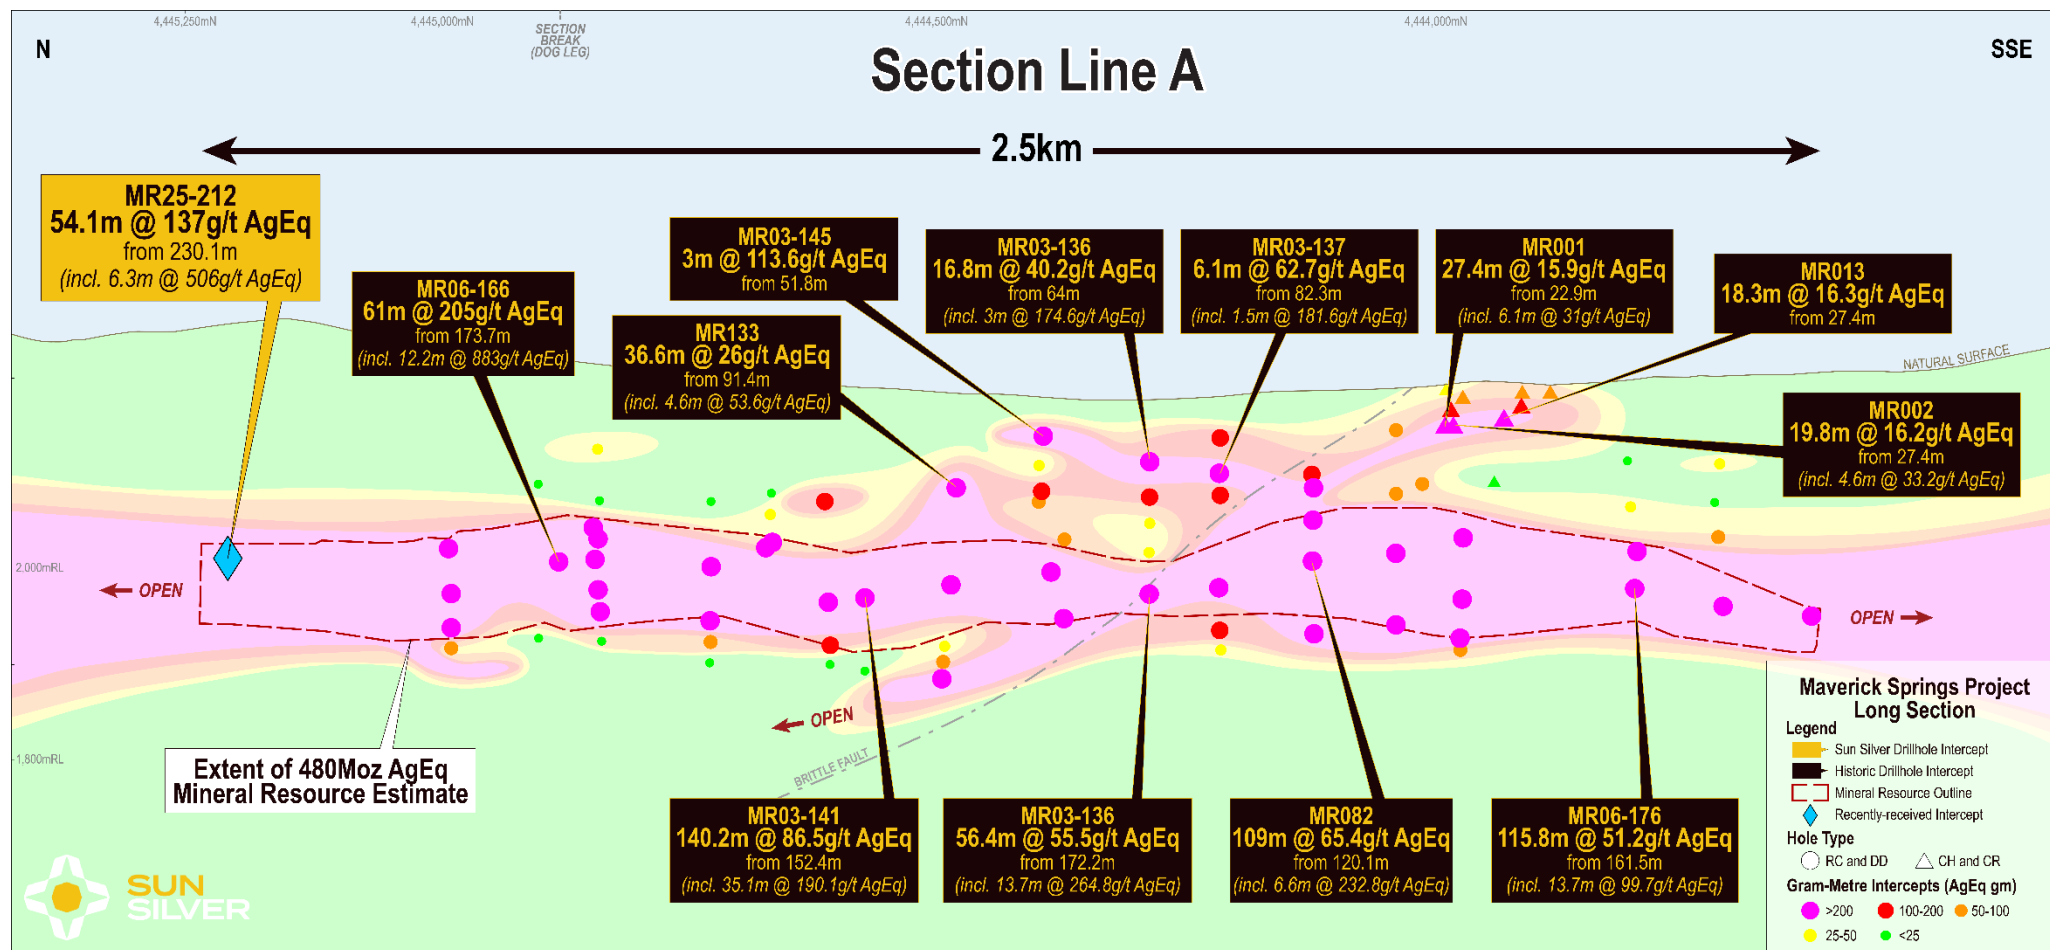 4,445,250mN
4,445,000mN
SECTION
BREAK
(DOG LEG)
4,444,500mN
4,444,000mN
N
Section Line A
SSE
2.5km
MR25-212
54.1m @ 137g/t AgEq
from 230.1m
(incl. 6.3m @ 506g/t AgEq)
MR06-166
61m @ 205g/t AgEq
from 173.7m
(incl. 12.2m @ 883g/t AgEq)
MR133
36.6m @ 26g/t AgEq
from 91.4m
(incl. 4.6m @ 53.6g/t AgEq)
MR03-145
3m @ 113.6g/t AgEq
from 51.8m
MR03-136
16.8m @ 40.2g/t AgEq
from 64m
(incl. 3m @ 174.6g/t AgEq)
MR03-137
6.1m @ 62.7g/t AgEq
from 82.3m
(incl. 1.5m @ 181.6g/t AgEq)
MR001
27.4m @ 15.9g/t AgEq
from 22.9m
(incl. 6.1m @ 31g/t AgEq)
MR013
18.3m @ 16.3g/t AgEq
from 27.4m
NATURAL SURFACE
MR002
19.8m @ 16.2g/t AgEq
from 27.4m
(incl. 4.6m @ 33.2g/t AgEq)
2,000mRL
OPEN
OPEN
OPEN
1,800mRL
BRITTLE FAULT
Extent of 480Moz AgEq
Mineral Resource Estimate
MR03-141
140.2m @ 86.5g/t AgEq
from 152.4m
(incl. 35.1m @ 190.1g/t AgEq)
MR03-136
56.4m @ 55.5g/t AgEq
from 172.2m
(incl. 13.7m @ 264.8g/t AgEq)
MR082
109m @ 65.4g/t AgEq
from 120.1m
(incl. 6.6m @ 232.8g/t AgEq)
MR06-176
115.8m @ 51.2g/t AgEq
from 161.5m
(incl. 13.7m @ 99.7g/t AgEq)
SUN
SILVER
Maverick Springs Project
Long Section
Legend
Sun Silver Drillhole Intercept
Historic Drillhole Intercept
Mineral Resource Outline
Recently-received Intercept
Hole Type
RC and DD CH and CR
Gram-Metre Intercepts (AgEq gm)
>200 100-200 50-100
25-50 <25